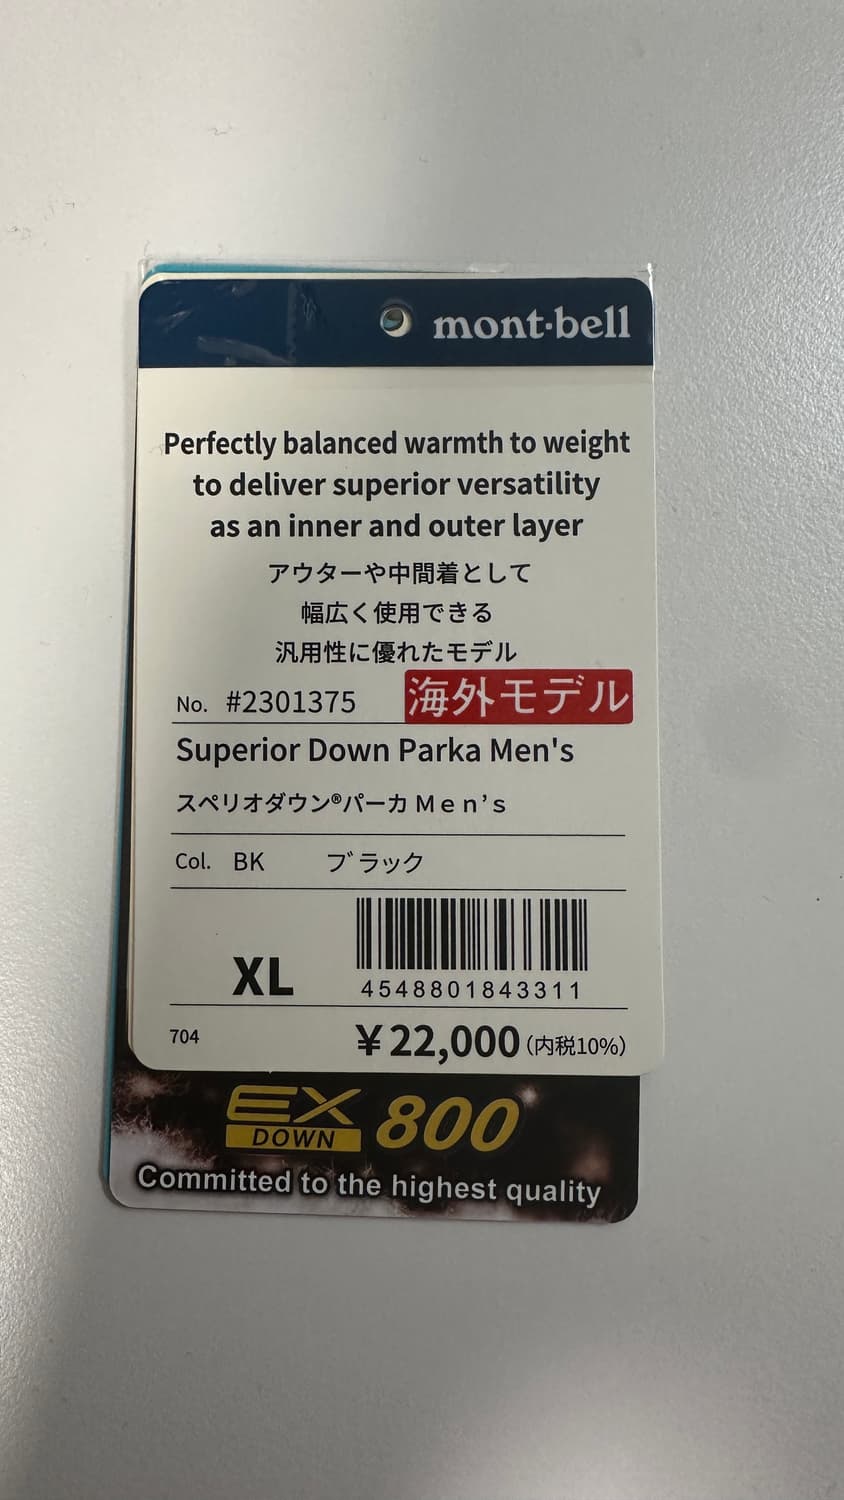 mont·bell
Perfectly balanced warmth to weight
to deliver superior versatility
as an inner and outer layer
アウターや中間着として
幅広く使用できる
汎用性に優れたモデル
No. #2301375 海外モデル
Superior Down Parka Men's
スペリオダウン®パーカ Ｍｅｎ’ｓ
Col. BK ブラック
XL
4548801843311
704 ¥22,000(内税10%)
EX
DOWN 800
Committed to the highest quality